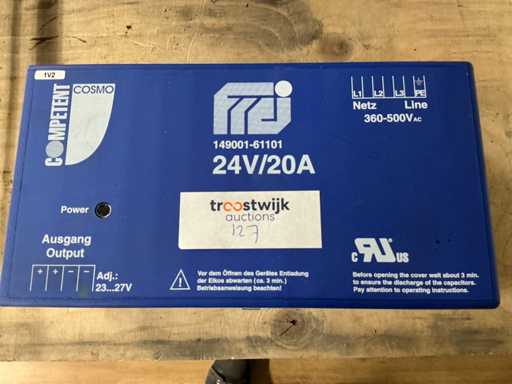 1V2
COMPETENT
COSMO
149001-61101
24V/20A
L1 L2 L3 PE
Netz Line
360-500VAC
Power
troostwijk
auctions
127
Ausgang
Output
+ + − −
Adj.:
23...27V
Vor dem Öffnen des Gerätes Entladung
der Elkos abwarten (ca. 3 min.)
Betriebsanweisung beachten!
C RU US
Before opening the cover wait about 3 min.
to ensure the discharge of the capacitors.
Pay attention to operating instructions.